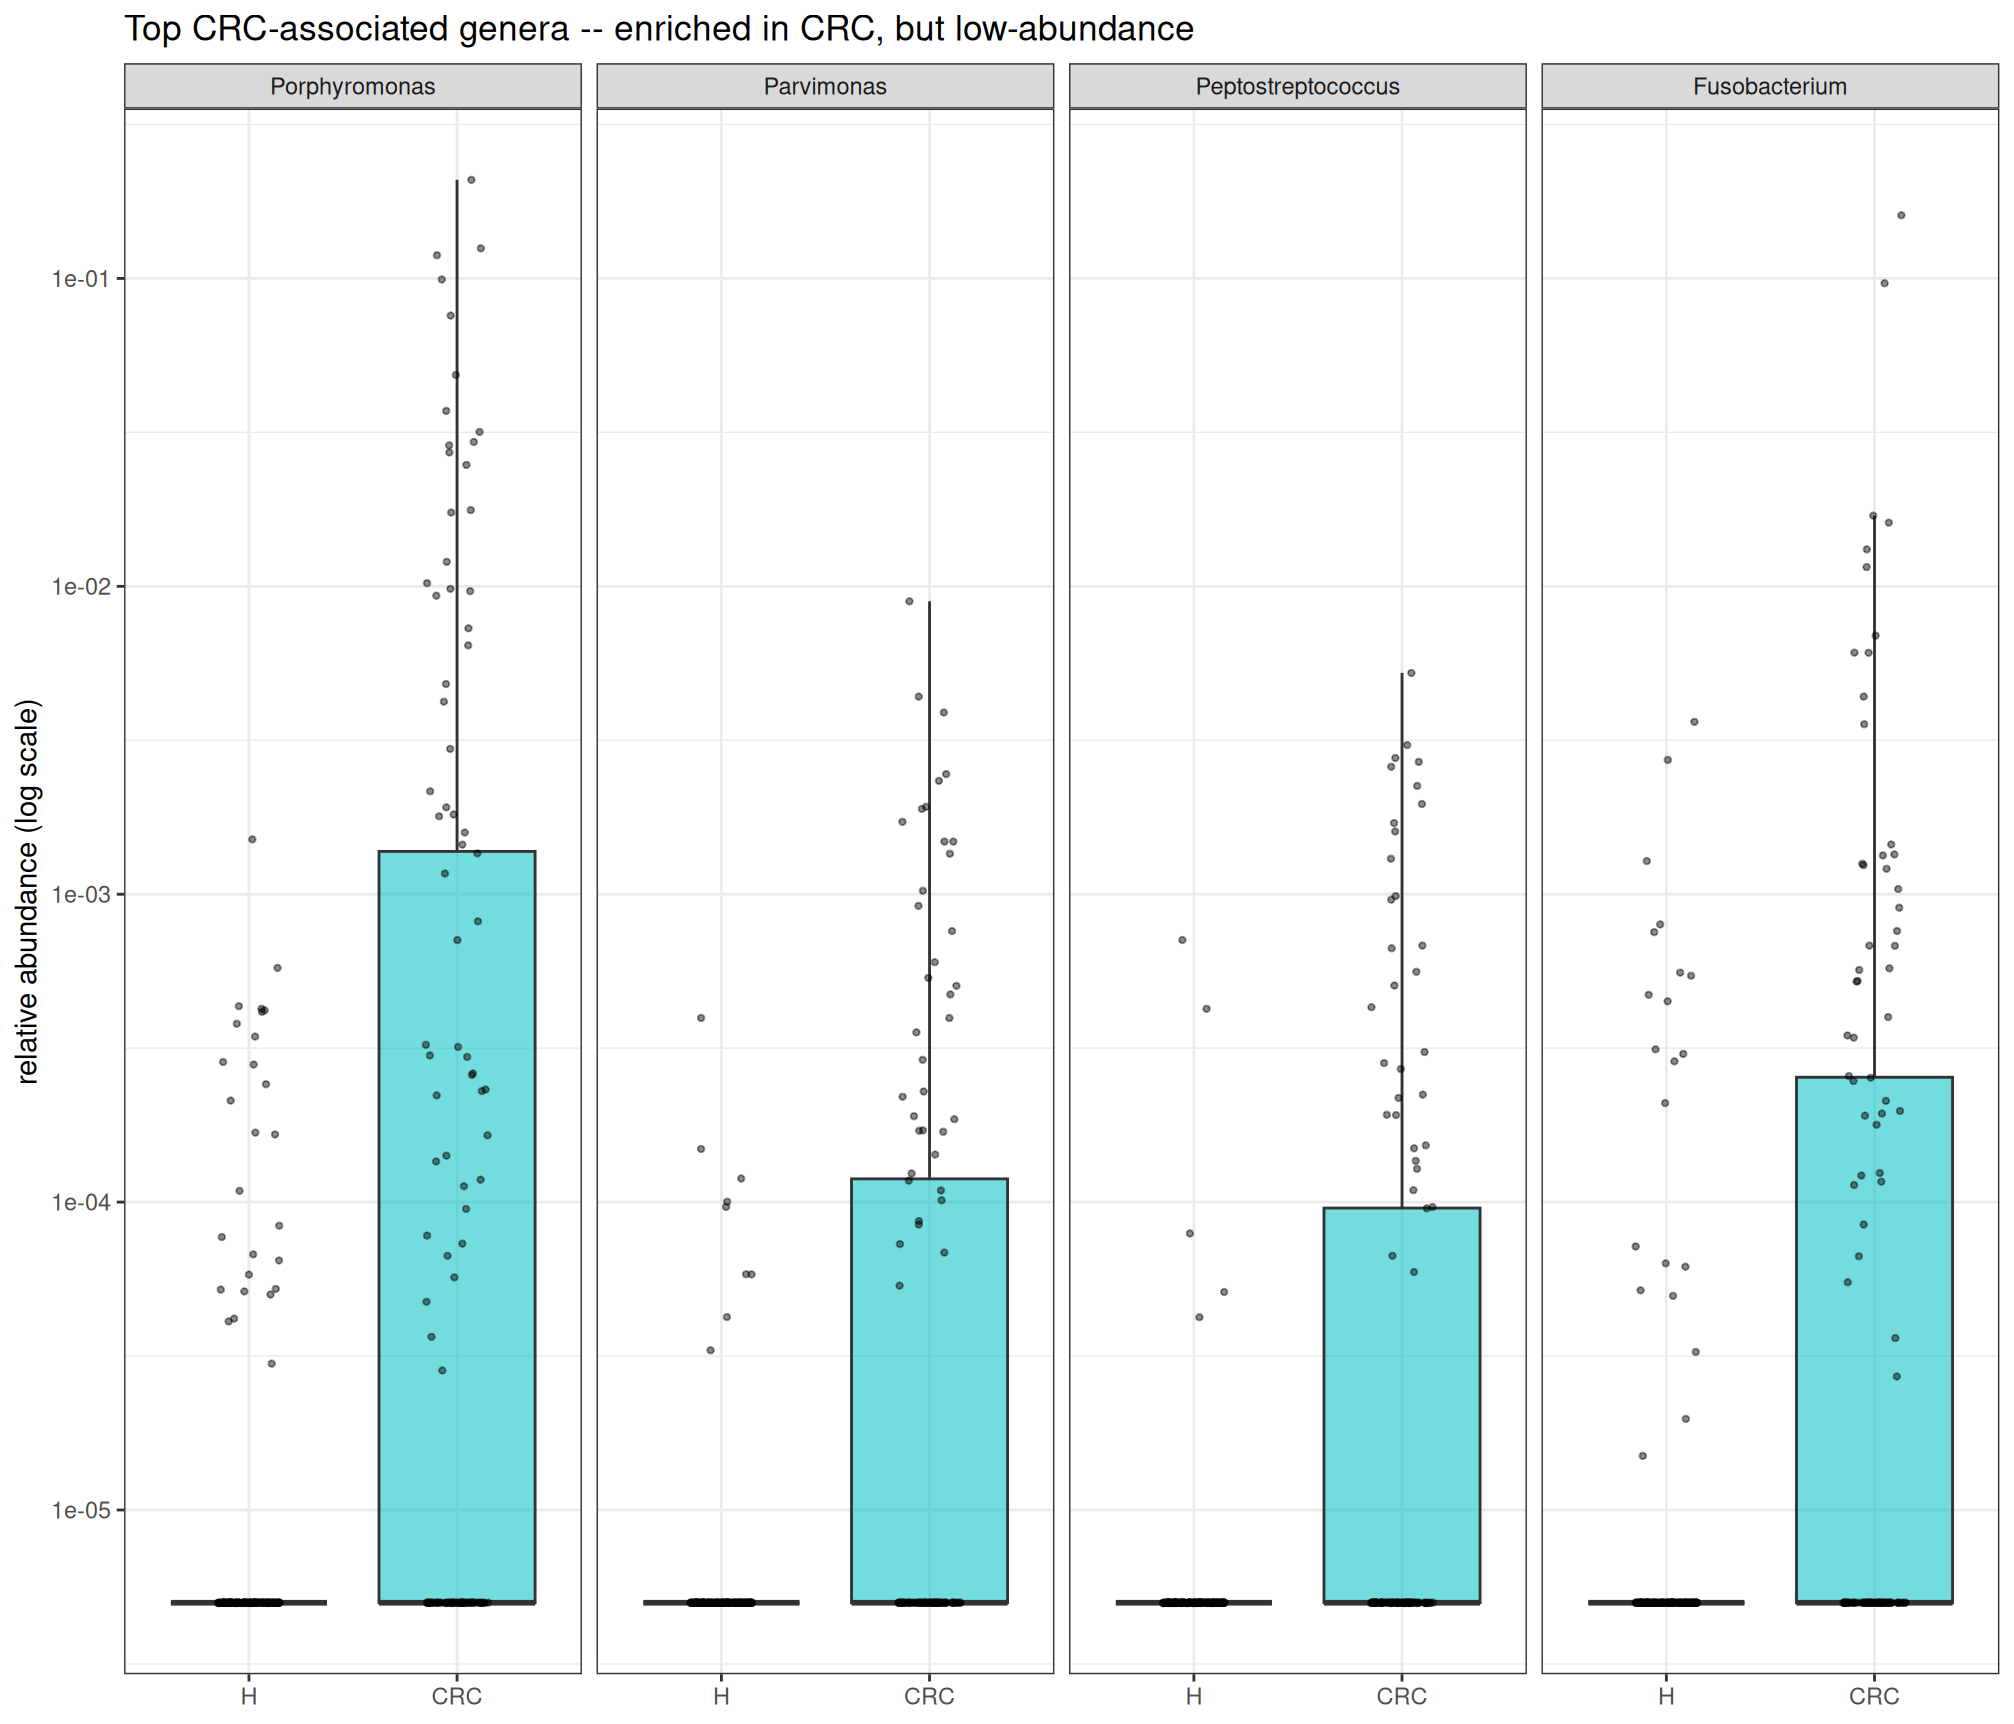 Top CRC-associated genera -- enriched in CRC, but low-abundance
Porphyromonas
Parvimonas
Peptostreptococcus
Fusobacterium
relative abundance (log scale)
1e-01
1e-02
1e-03
1e-04
1e-05
H
CRC
H
CRC
H
CRC
H
CRC